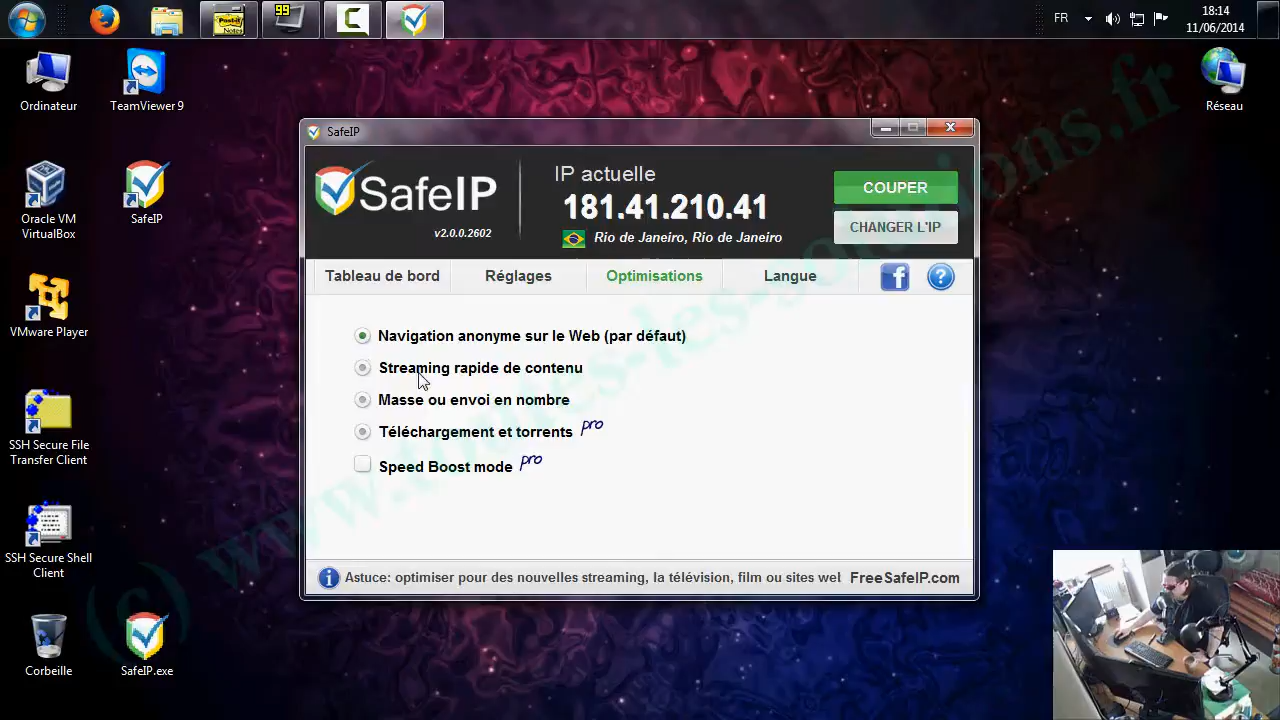 FR
18:14
11/06/2014
99
Post-it
Notes
Ordinateur
TeamViewer 9
Réseau
Oracle VM
VirtualBox
SafeIP
VMware Player
SSH Secure File
Transfer Client
SSH Secure Shell
Client
Corbeille
SafeIP.exe
SafeIP
SafeIP
v2.0.0.2602
IP actuelle
181.41.210.41
Rio de Janeiro, Rio de Janeiro
COUPER
CHANGER L'IP
Tableau de bord
Réglages
Optimisations
Langue
f
?
Navigation anonyme sur le Web (par défaut)
Streaming rapide de contenu
Masse ou envoi en nombre
Téléchargement et torrents pro
Speed Boost mode pro
Astuce: optimiser pour des nouvelles streaming, la télévision, film ou sites wel
FreeSafeIP.com